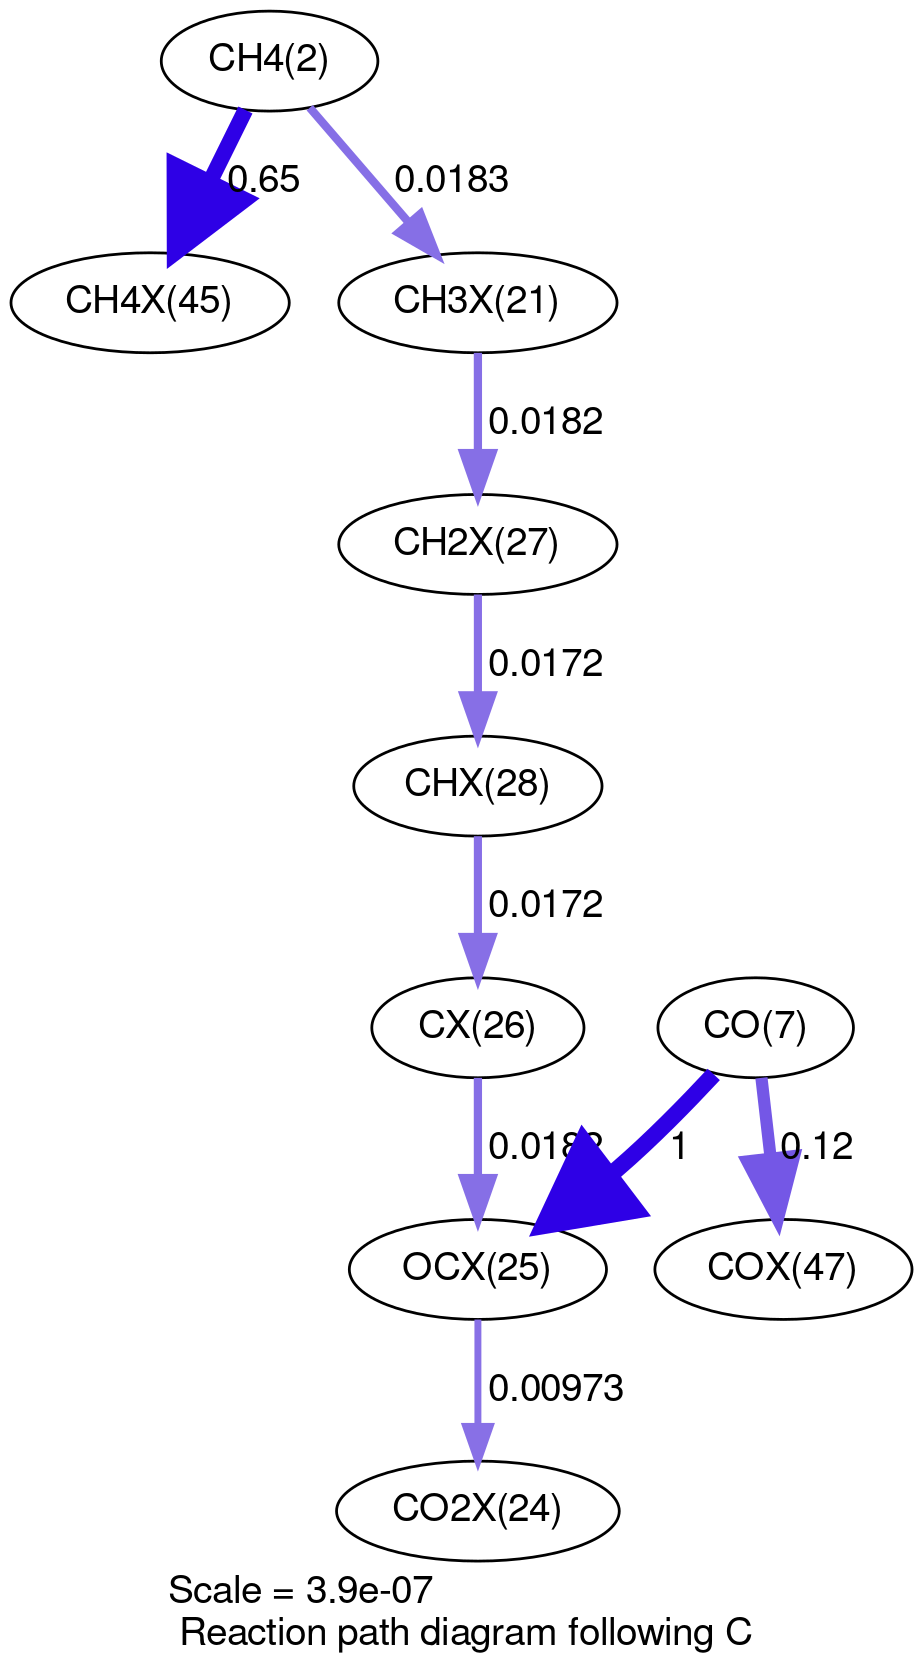 CH4(2)
0.65
0.0183
CH4X(45)
CH3X(21)
0.0182
CH2X(27)
0.0172
CHX(28)
0.0172
CX(26)
CO(7)
0.0182
1
0.12
OCX(25)
COX(47)
0.00973
CO2X(24)
Scale = 3.9e-07
Reaction path diagram following C